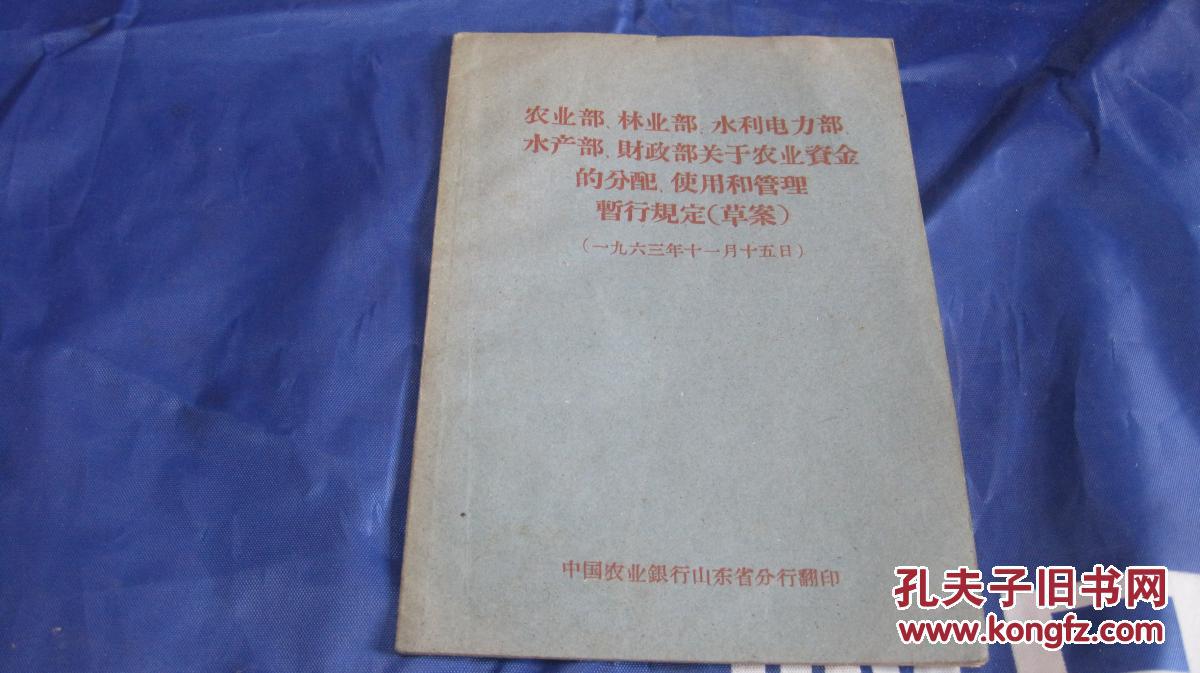 农业部、林业部、水利电力部、
水产部、財政部关于农业資金
的分配、使用和管理
暫行規定(草案)
(一九六三年十一月十五日)
中国农业銀行山东省分行翻印
孔夫子旧书网
www.kongfz.com